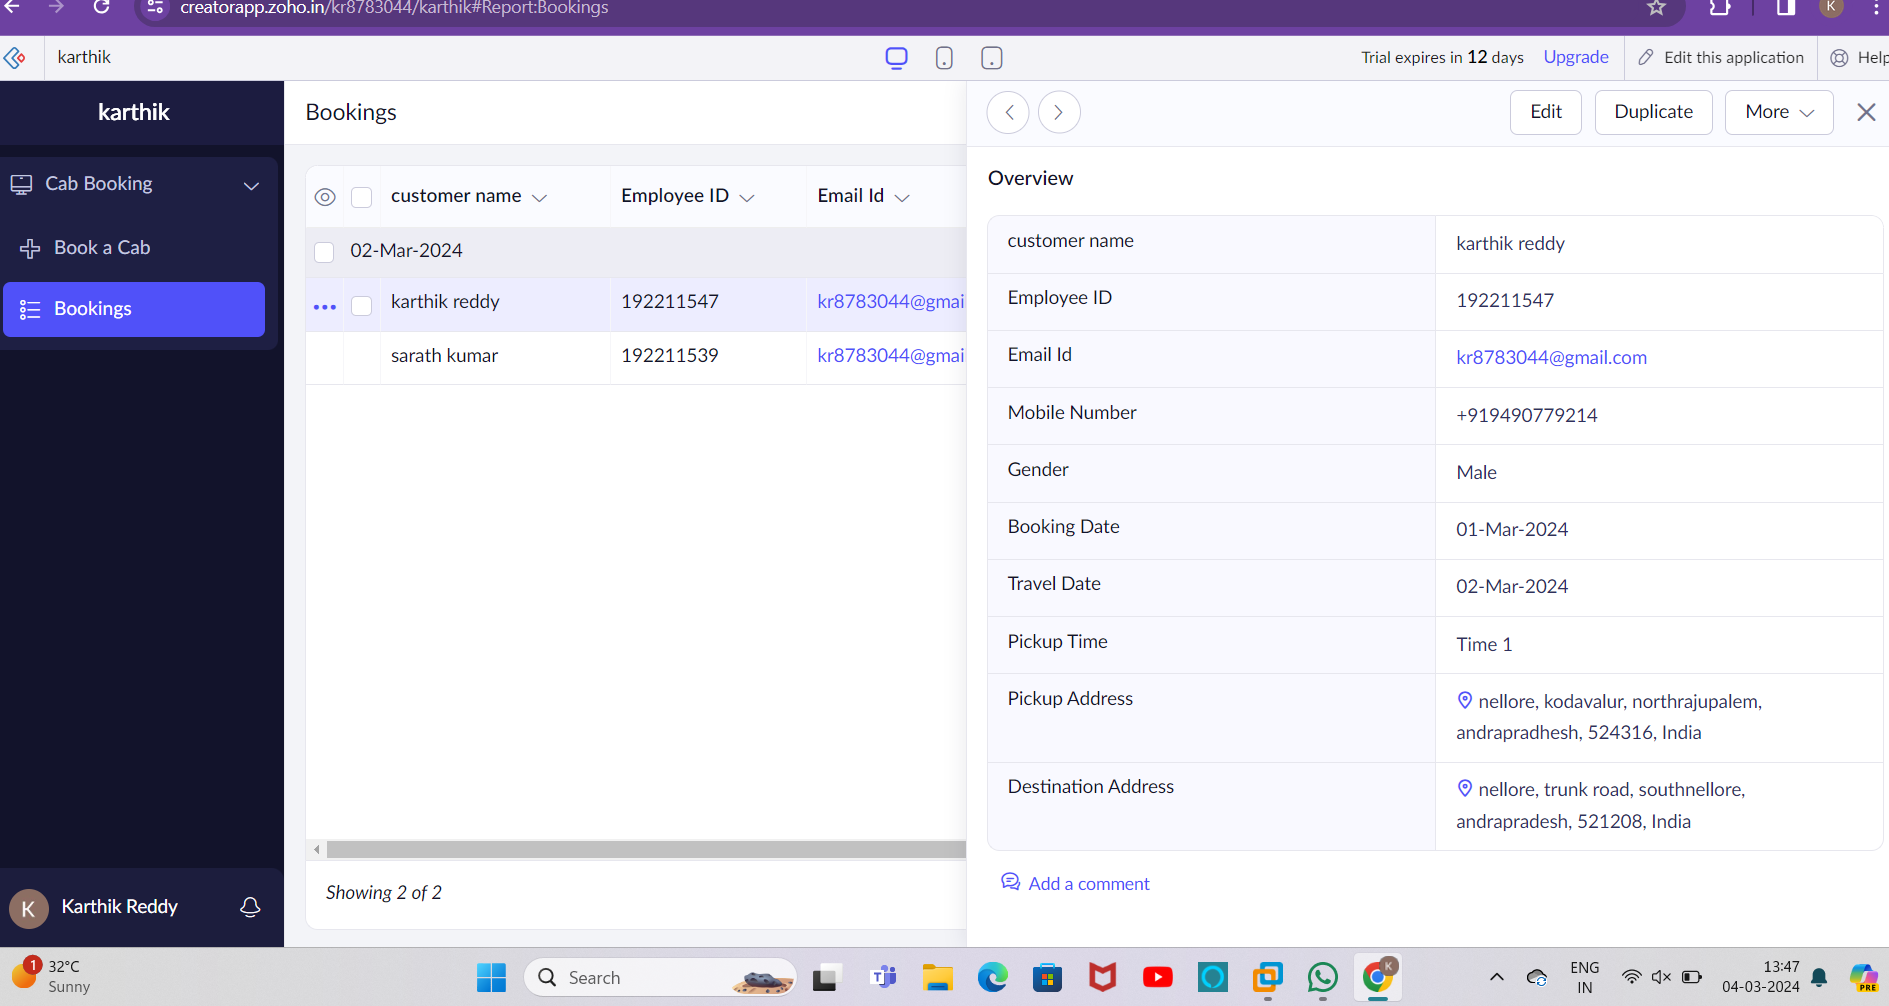 creatorapp.zoho.in/kr8783044/karthik#Report:Bookings
K
karthik
Trial expires in 12 days
Upgrade
Edit this application
Help
karthik
Cab Booking
Book a Cab
Bookings
Karthik Reddy
K
Bookings
customer name
Employee ID
Email Id
02-Mar-2024
karthik reddy 192211547 kr8783044@gmai
sarath kumar 192211539 kr8783044@gmai
Showing 2 of 2
Edit
Duplicate
More
Overview
customer name karthik reddy
Employee ID 192211547
Email Id kr8783044@gmail.com
Mobile Number +919490779214
Gender Male
Booking Date 01-Mar-2024
Travel Date 02-Mar-2024
Pickup Time Time 1
Pickup Address nellore, kodavalur, northrajupalem,
andrapradhesh, 524316, India
Destination Address nellore, trunk road, southnellore,
andrapradesh, 521208, India
Add a comment
1
32°C
Sunny
Search
K
ENG
IN
13:47
04-03-2024
PRE